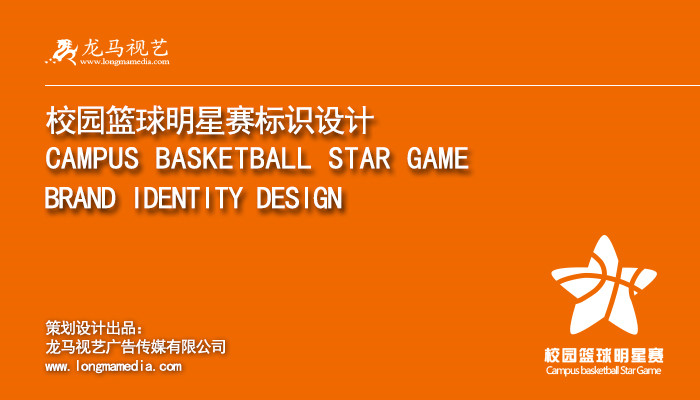 龙马视艺
www.longmamedia.com
校园篮球明星赛标识设计
CAMPUS BASKETBALL STAR GAME
BRAND IDENTITY DESIGN
策划设计出品：
龙马视艺广告传媒有限公司
www.longmamedia.com
校园篮球明星赛
Campus basketball Star Game